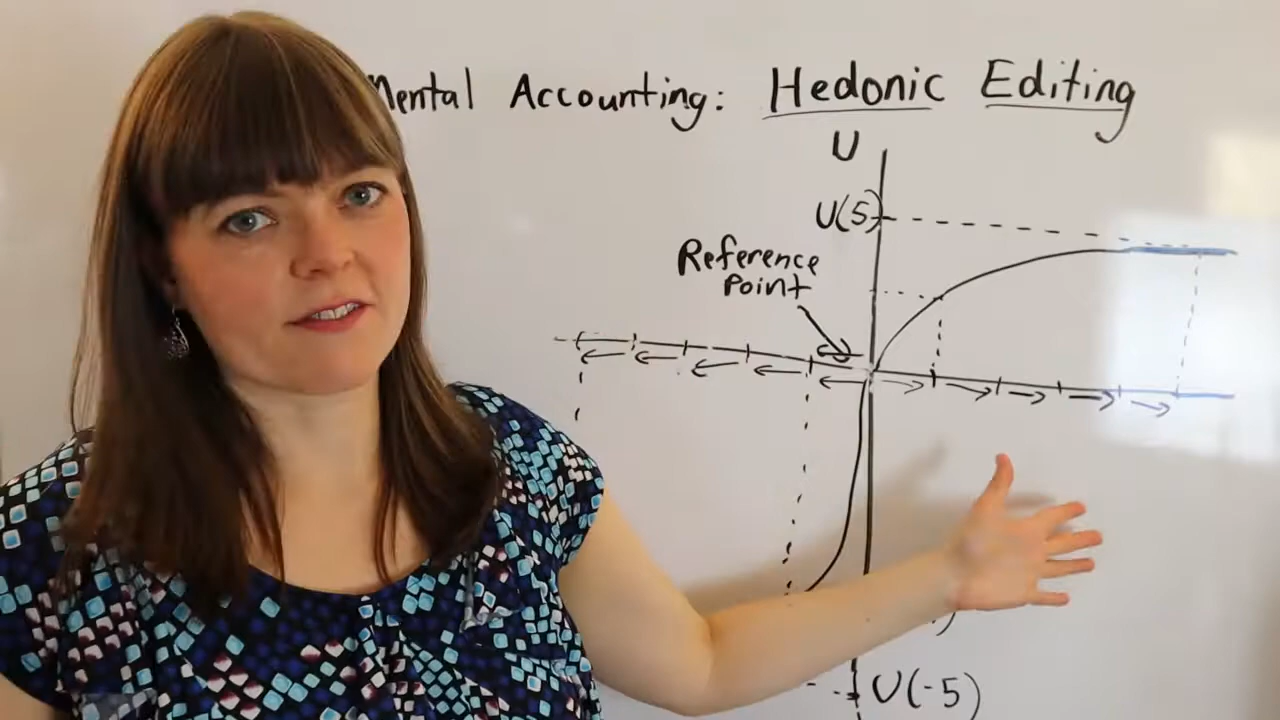 Mental Accounting: Hedonic Editing
U
U(5)
Reference
Point
U(-5)